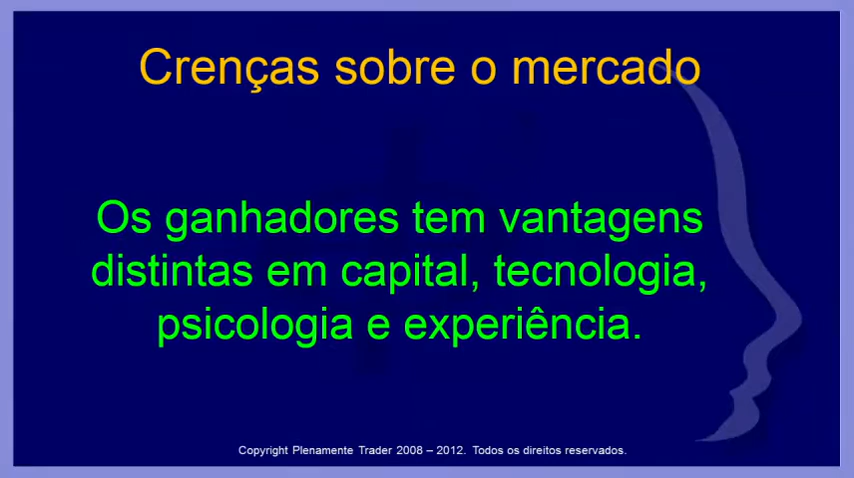 Crenças sobre o mercado
Os ganhadores tem vantagens
distintas em capital, tecnologia,
psicologia e experiência.
Copyright Plenamente Trader 2008 – 2012. Todos os direitos reservados.